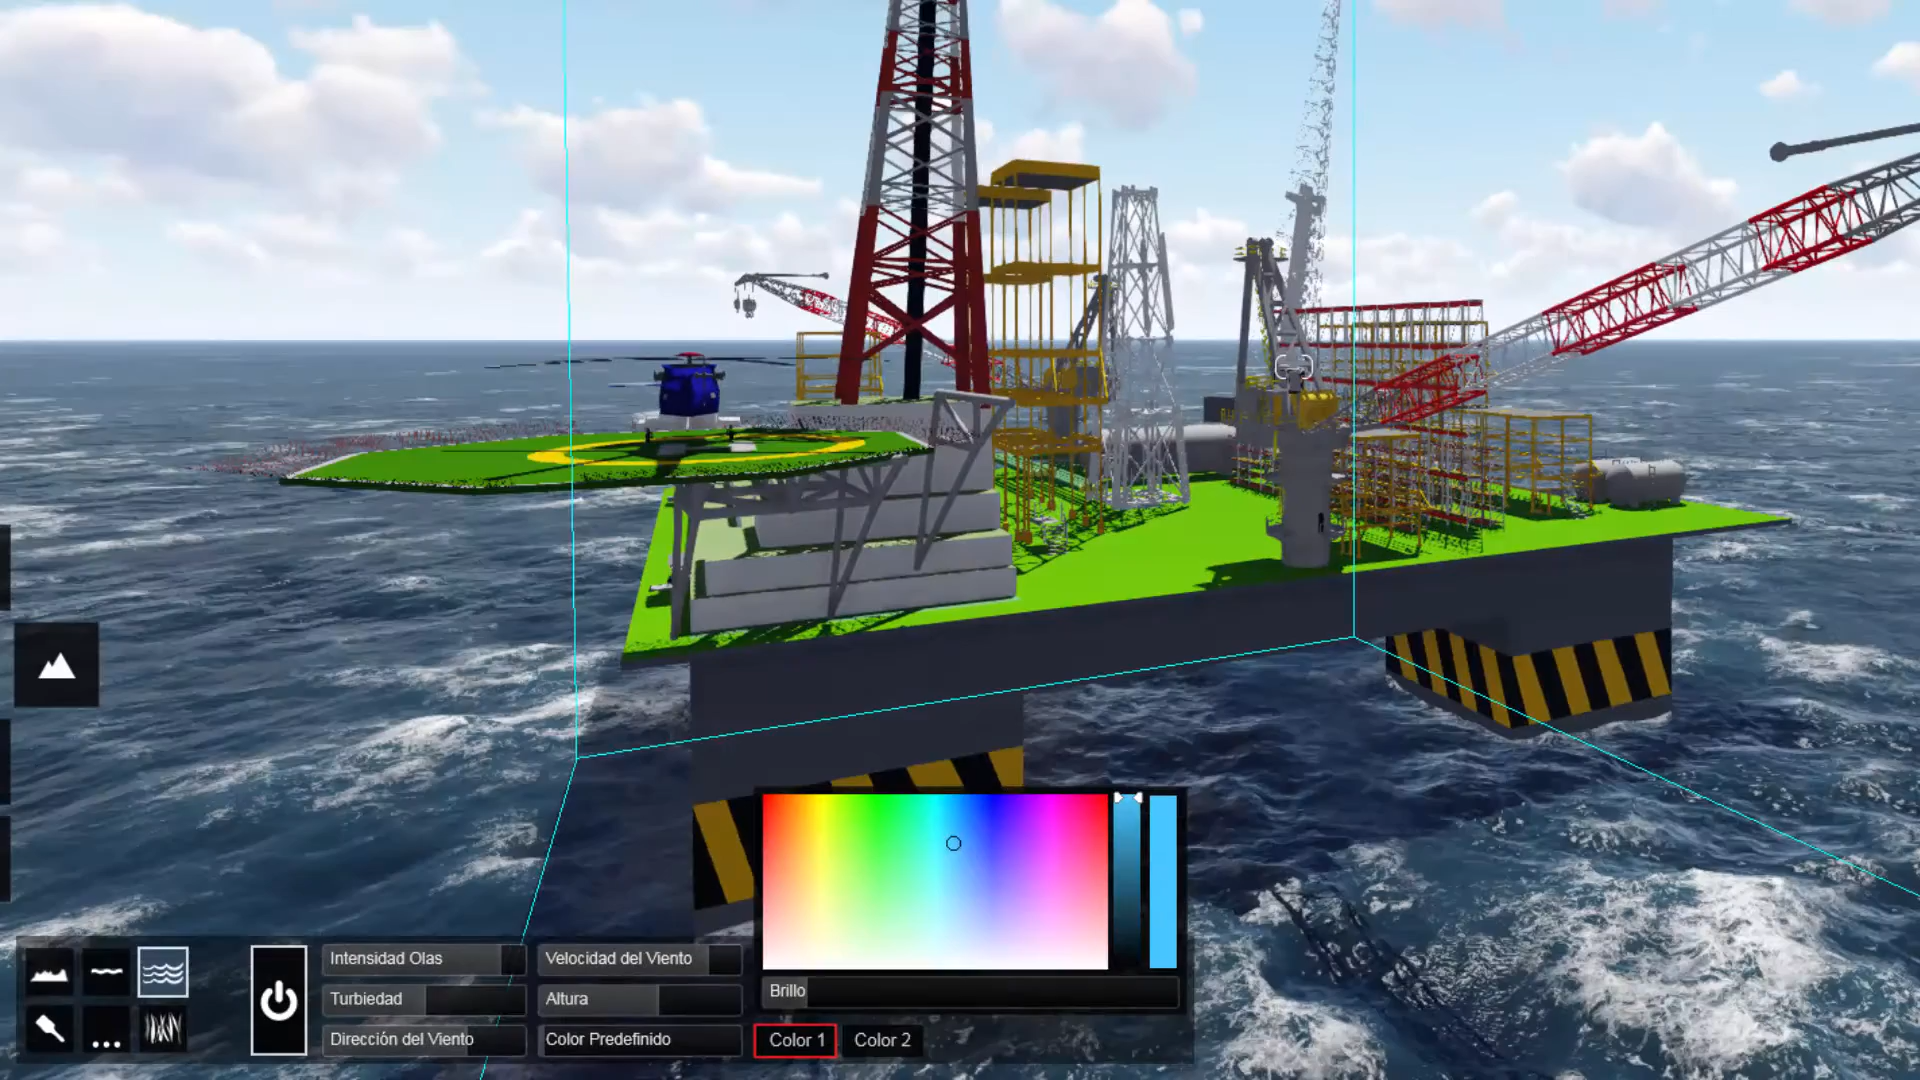 Intensidad Olas
Velocidad del Viento
Turbiedad
Altura
Brillo
Dirección del Viento
Color Predefinido
Color 1
Color 2